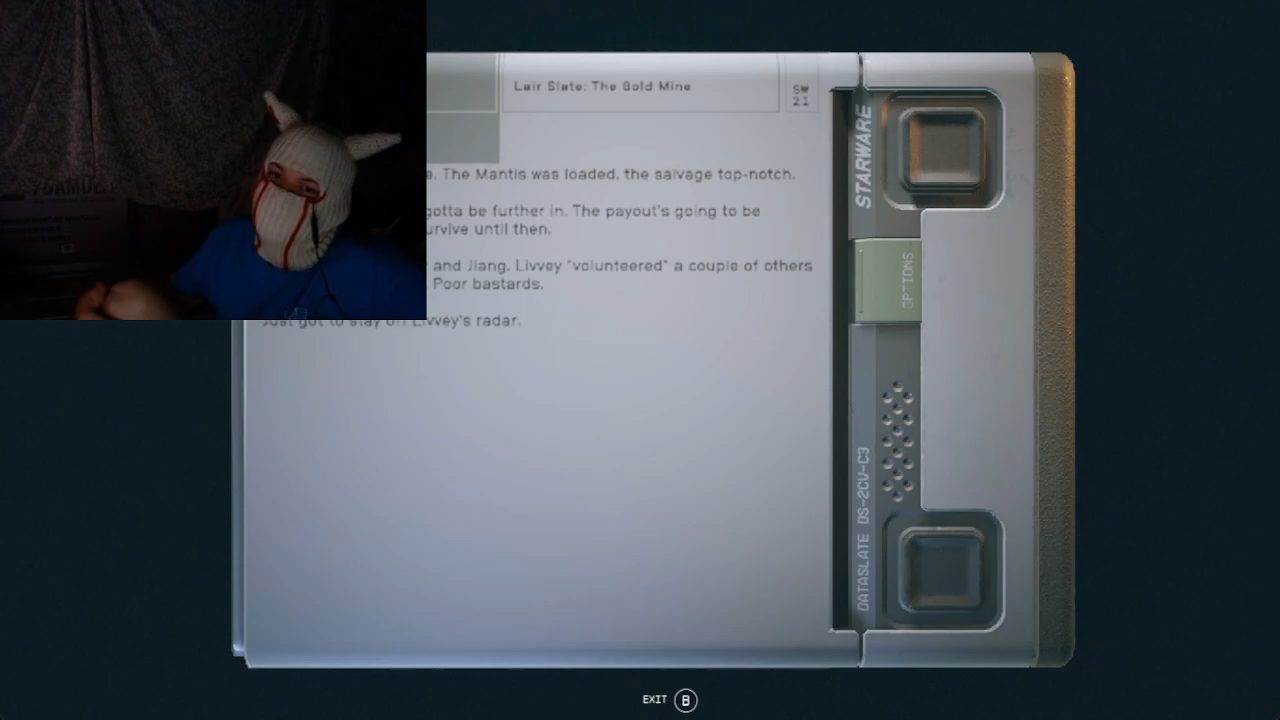 Lair Slate: The Gold Mine
SW
21
. The Mantis was loaded, the salvage top-notch.
gotta be further in. The payout's going to be
until then.
and Jiang. Livvey "volunteered" a couple of others
Poor bastards.
Just got to stay off Livvey's radar.
STARWARE
OPTIONS
DATASLATE DS-2CV-C3
EXIT B